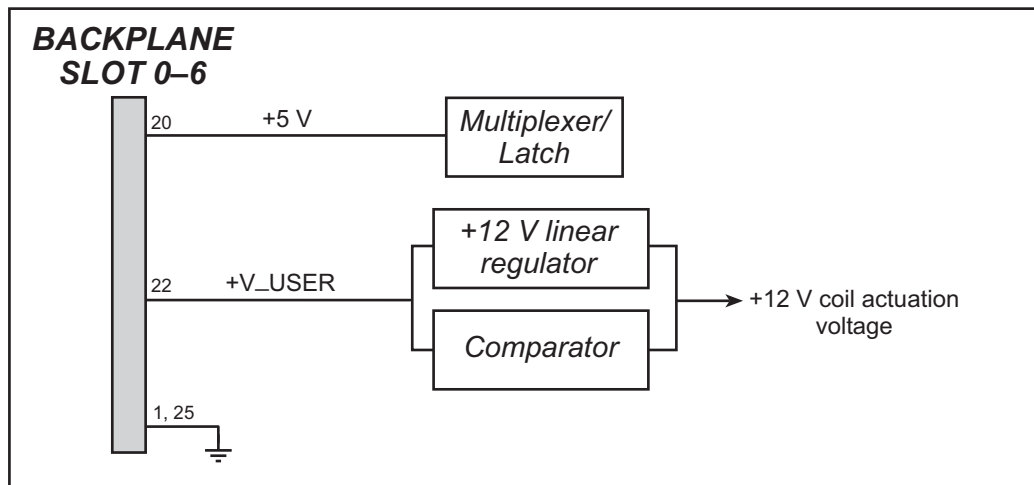 BACKPLANE
SLOT 0–6
20
+5 V
Multiplexer/
Latch
+12 V linear
regulator
22
+V_USER
+12 V coil actuation
voltage
Comparator
1, 25